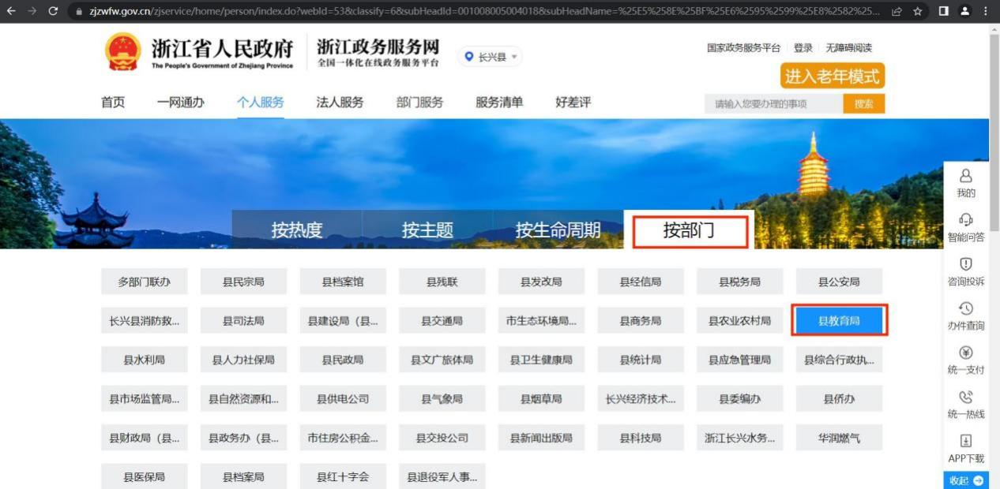 zjzwfw.gov.cn/zjservice/home/person/index.do?webId=53&classify=6&subHeadId=001008005004018&subHeadName=%25E5%258E%25BF%25E6%2595%2599%25E8%2582%25...
浙江省人民政府
The People's Government of Zhejiang Province
浙江政务服务网
全国一体化在线政务服务平台
长兴县
国家政务服务平台 登录 无障碍阅读
进入老年模式
首页 一网通办 个人服务 法人服务 部门服务 服务清单 好差评
请输入您要办理的事项 搜索
按热度 按主题 按生命周期 按部门
多部门联办 县民宗局 县档案馆 县残联 县发改局 县经信局 县税务局 县公安局
长兴县消防救... 县司法局 县建设局（县... 县交通局 市生态环境局... 县商务局 县农业农村局 县教育局
县水利局 县人力社保局 县民政局 县文广旅体局 县卫生健康局 县统计局 县应急管理局 县综合行政执...
县市场监管局... 县自然资源和... 县供电公司 县气象局 县烟草局 长兴经济技术... 县委编办 县侨办
县财政局（县... 县政务办（县... 市住房公积金... 县交投公司 县新闻出版局 县科技局 浙江长兴水务... 华润燃气
县医保局 县档案局 县红十字会 县退役军人事...
我的
智能问答
咨询投诉
办件查询
统一支付
统一热线
APP下载
收起